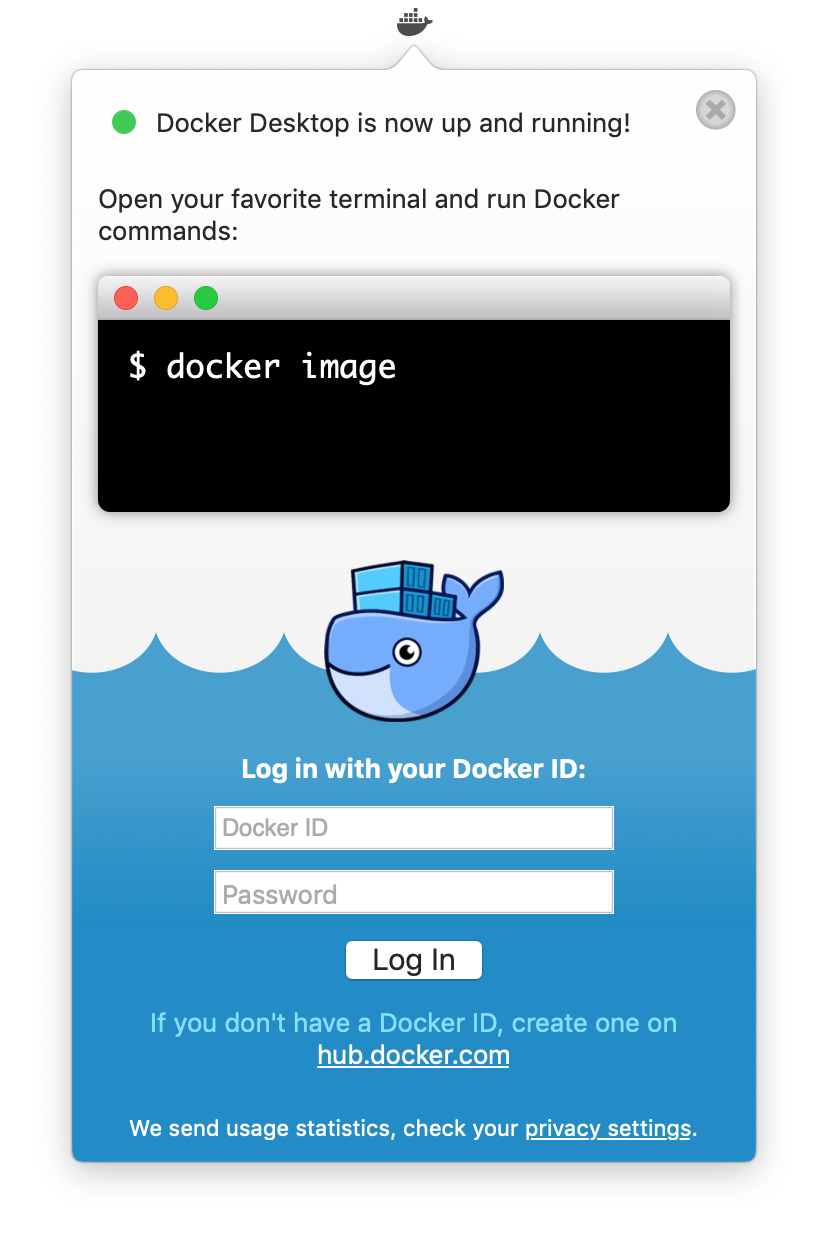 Docker Desktop is now up and running!
Open your favorite terminal and run Docker
commands:
$ docker image
Log in with your Docker ID:
Docker ID
Password
Log In
If you don't have a Docker ID, create one on
hub.docker.com
We send usage statistics, check your privacy settings.